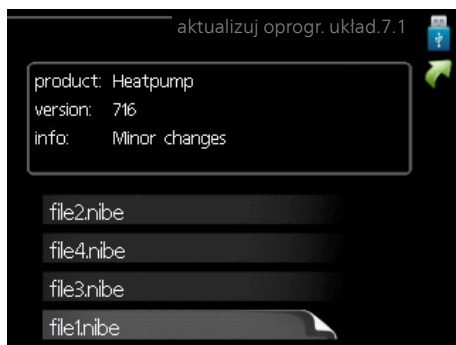 aktualizuj oprogr. układ.7.1
product: Heatpump
version: 716
info: Minor changes
file2.nibe
file4.nibe
file3.nibe
file1.nibe